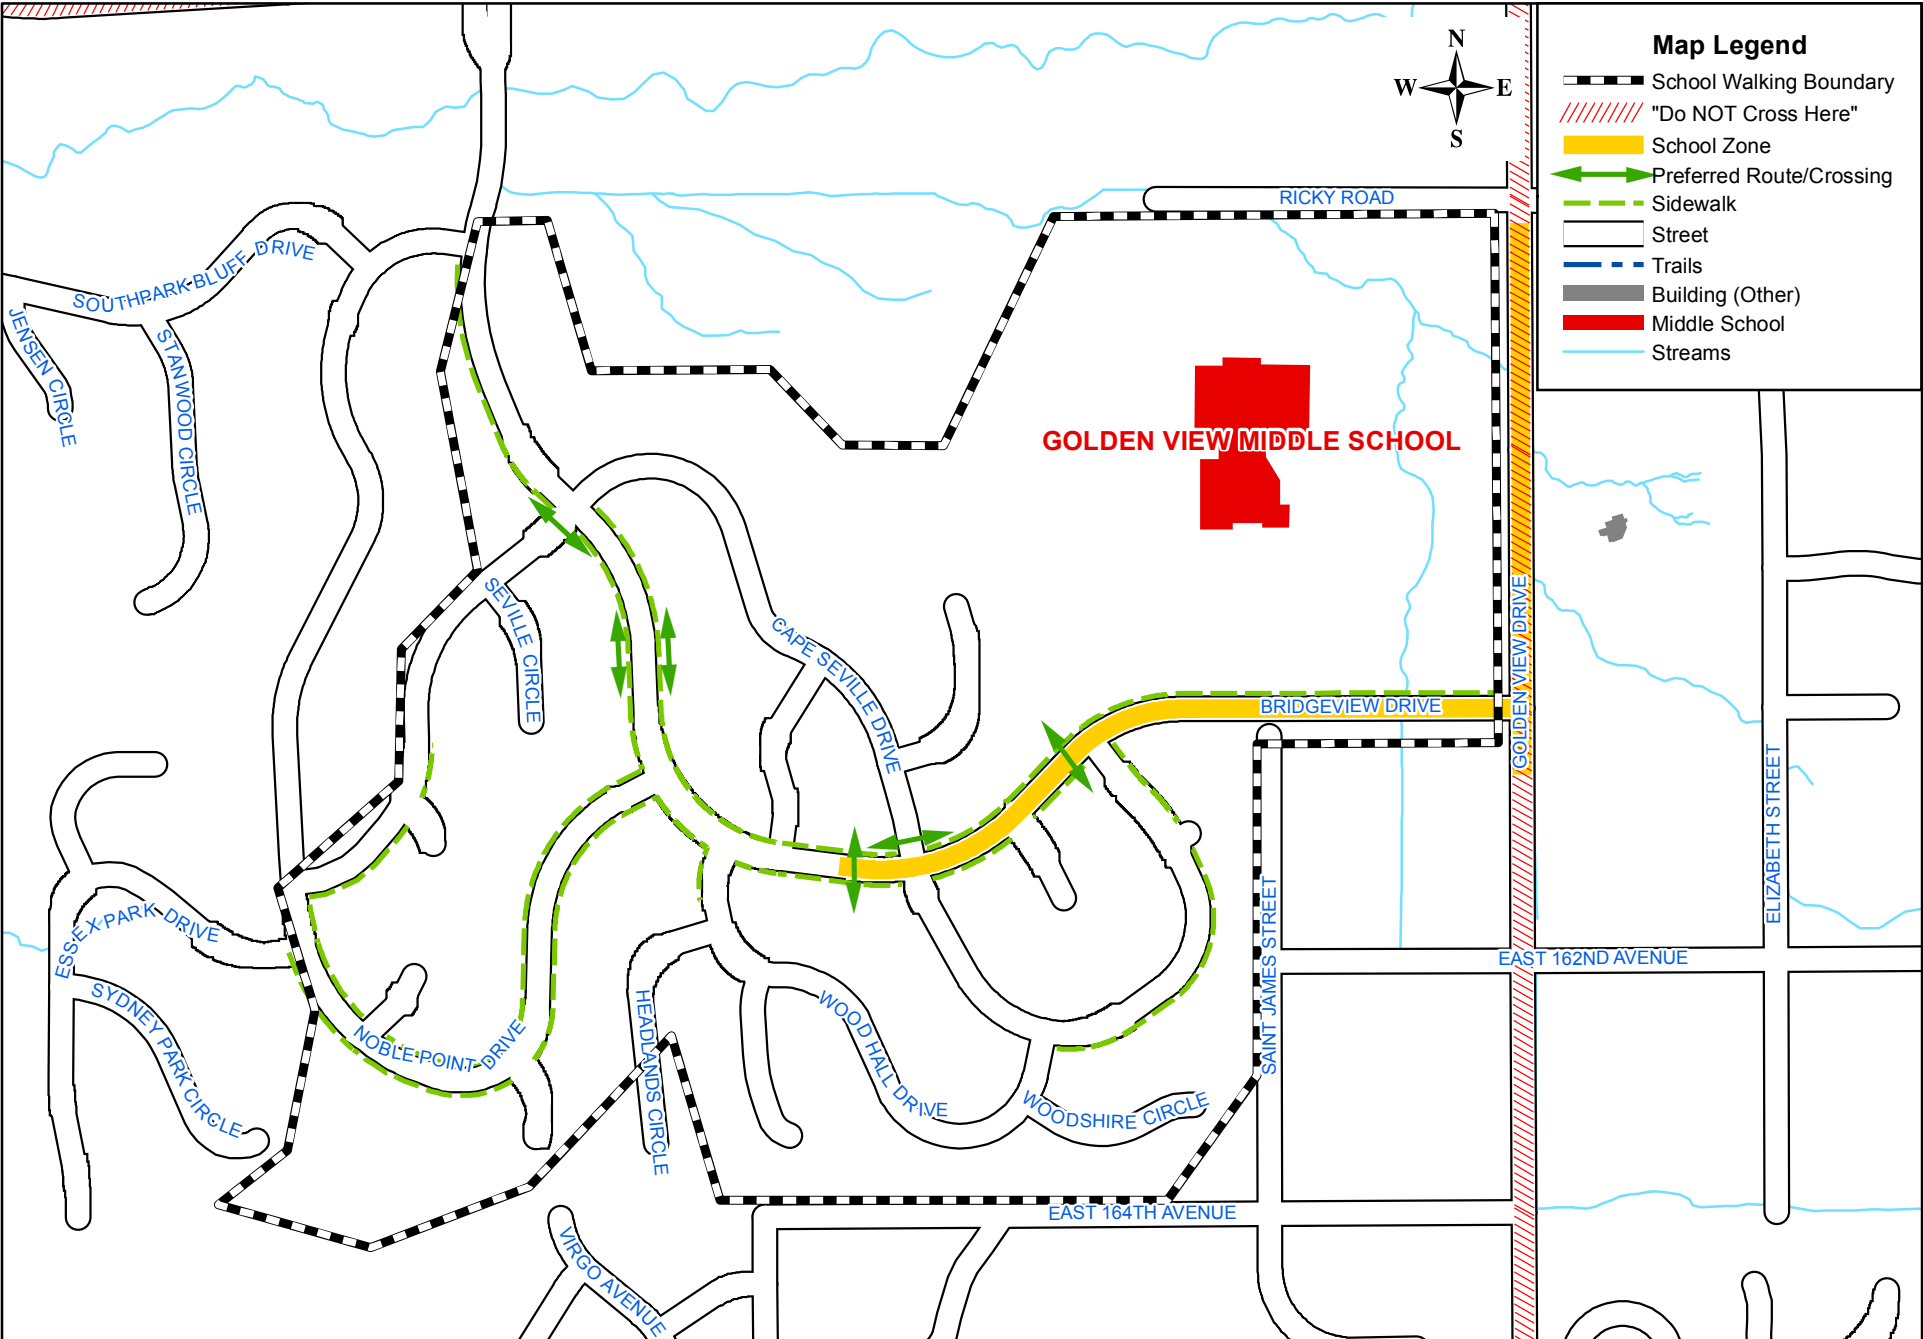 Map Legend
School Walking Boundary
"Do NOT Cross Here"
School Zone
Preferred Route/Crossing
Sidewalk
Street
Trails
Building (Other)
Middle School
Streams
N
W E
S
RICKY ROAD
SOUTHPARK BLUFF DRIVE
JENSEN CIRCLE
STANWOOD CIRCLE
GOLDEN VIEW MIDDLE SCHOOL
SEVILLE CIRCLE
CAPE SEVILLE DRIVE
GOLDEN VIEW DRIVE
BRIDGEVIEW DRIVE
ELIZABETH STREET
ESSEX PARK DRIVE
SYDNEY PARK CIRCLE
NOBLE POINT DRIVE
HEADLANDS CIRCLE
WOOD HALL DRIVE
WOODSHIRE CIRCLE
SAINT JAMES STREET
EAST 162ND AVENUE
EAST 164TH AVENUE
VIRGO AVENUE